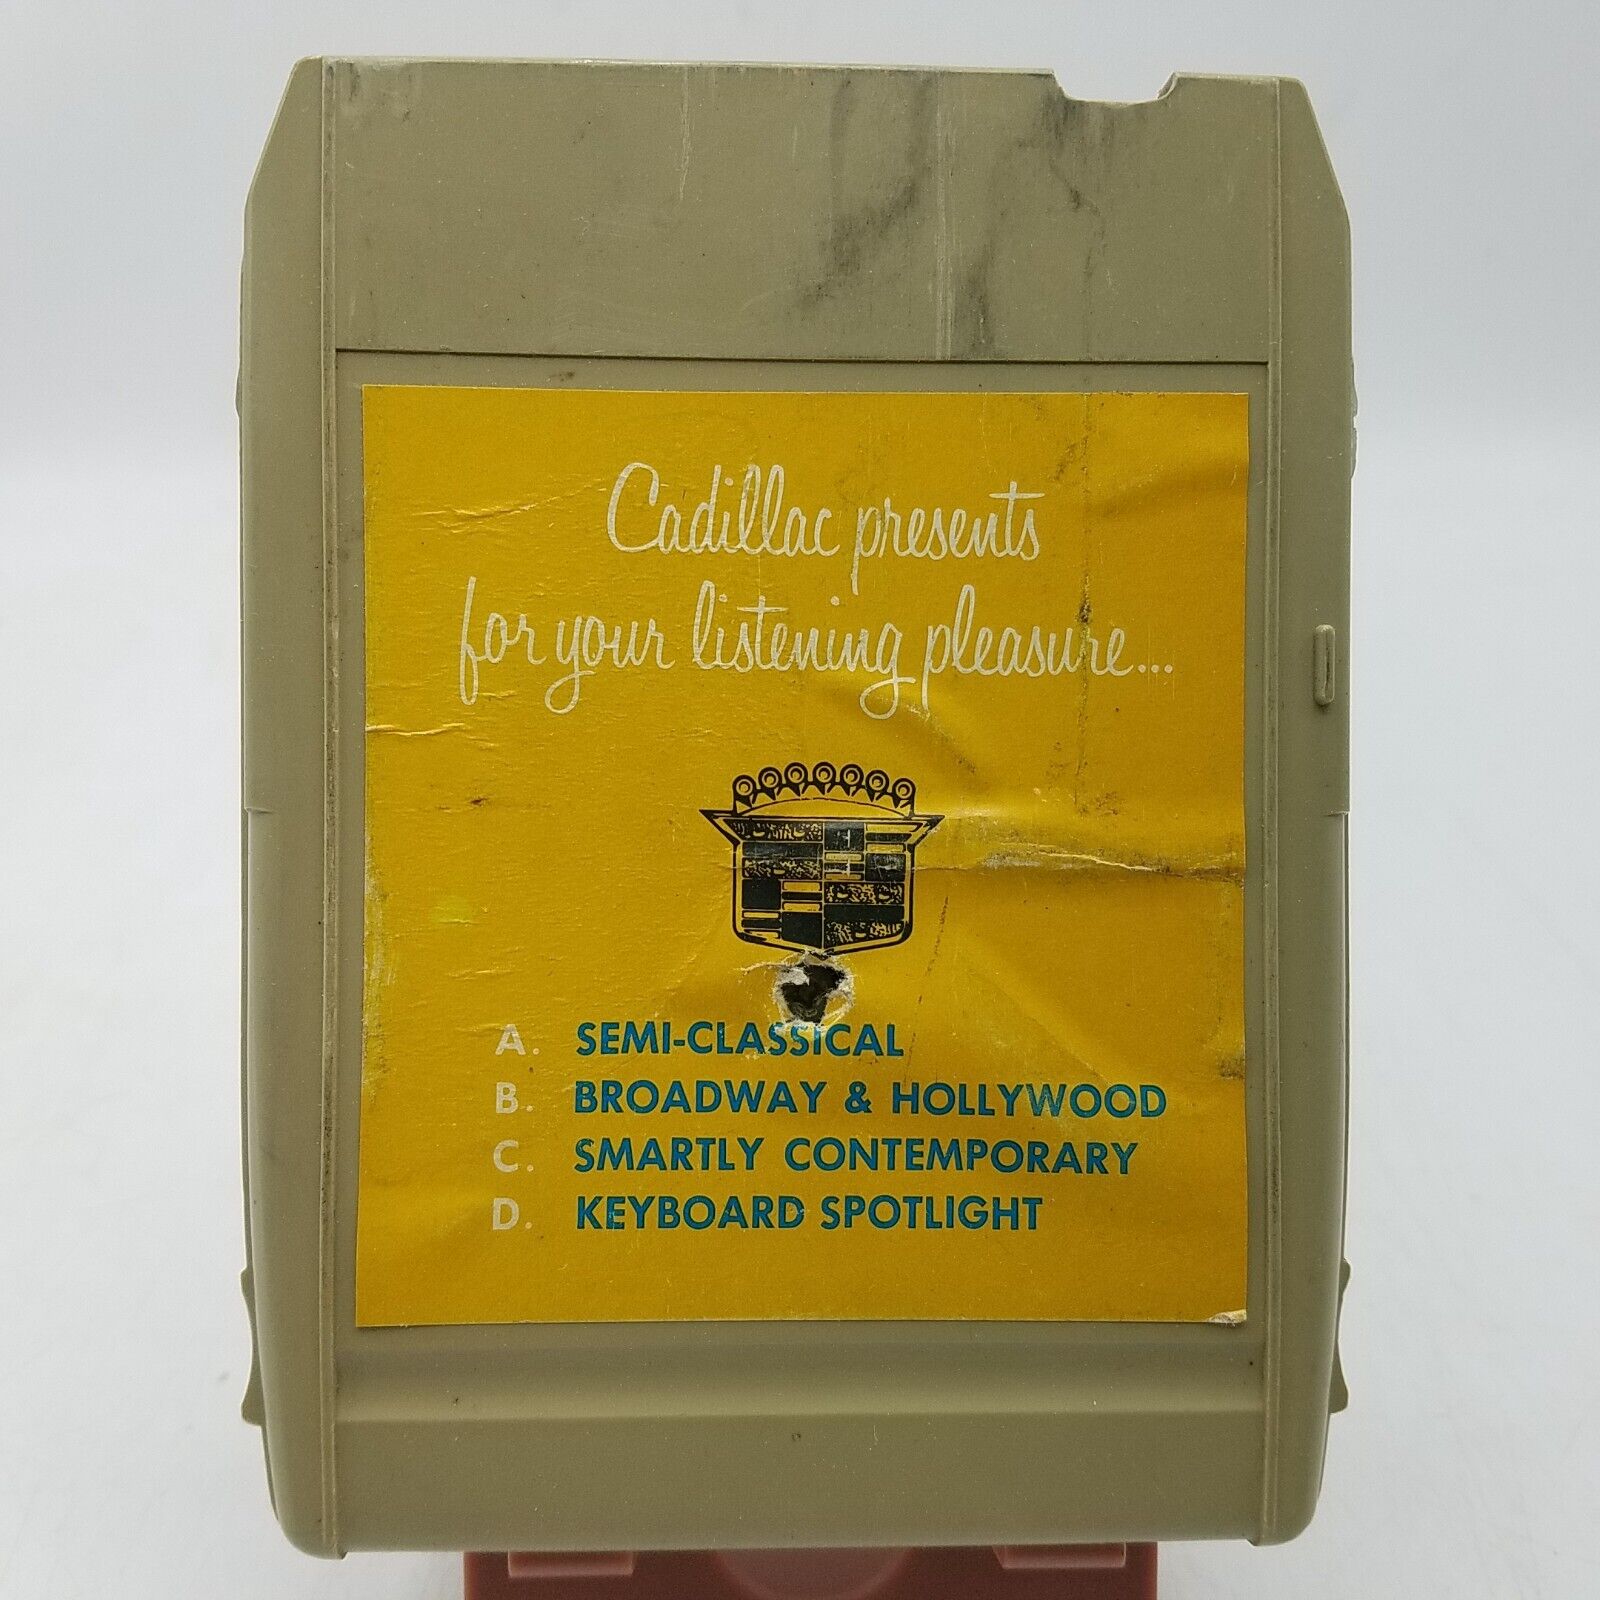 Cadillac presents
for your listening pleasure...
A. SEMI-CLASSICAL
B. BROADWAY & HOLLYWOOD
C. SMARTLY CONTEMPORARY
D. KEYBOARD SPOTLIGHT